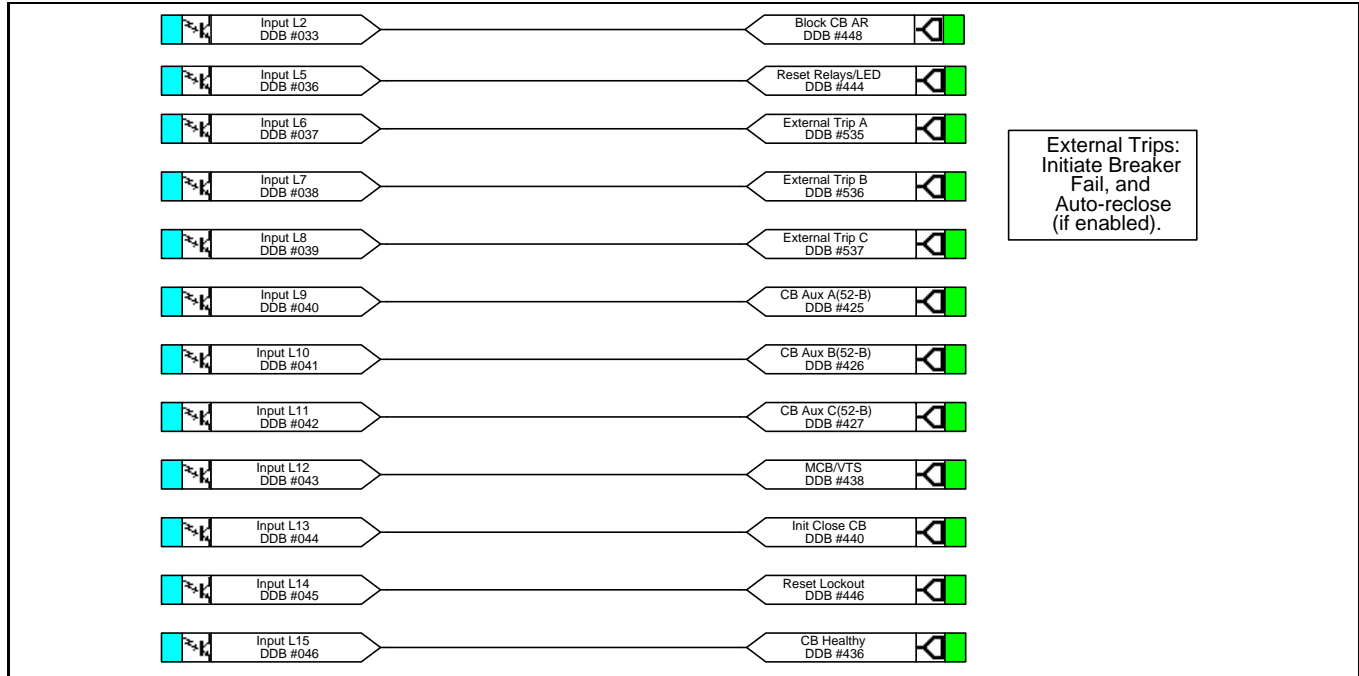 Input L2
DDB #033
Block CB AR
DDB #448
Input L5
DDB #036
Reset Relays/LED
DDB #444
Input L6
DDB #037
External Trip A
DDB #535
Input L7
DDB #038
External Trip B
DDB #536
Input L8
DDB #039
External Trip C
DDB #537
External Trips:
Initiate Breaker
Fail, and
Auto-reclose
(if enabled).
Input L9
DDB #040
CB Aux A(52-B)
DDB #425
Input L10
DDB #041
CB Aux B(52-B)
DDB #426
Input L11
DDB #042
CB Aux C(52-B)
DDB #427
Input L12
DDB #043
MCB/VTS
DDB #438
Input L13
DDB #044
Init Close CB
DDB #440
Input L14
DDB #045
Reset Lockout
DDB #446
Input L15
DDB #046
CB Healthy
DDB #436